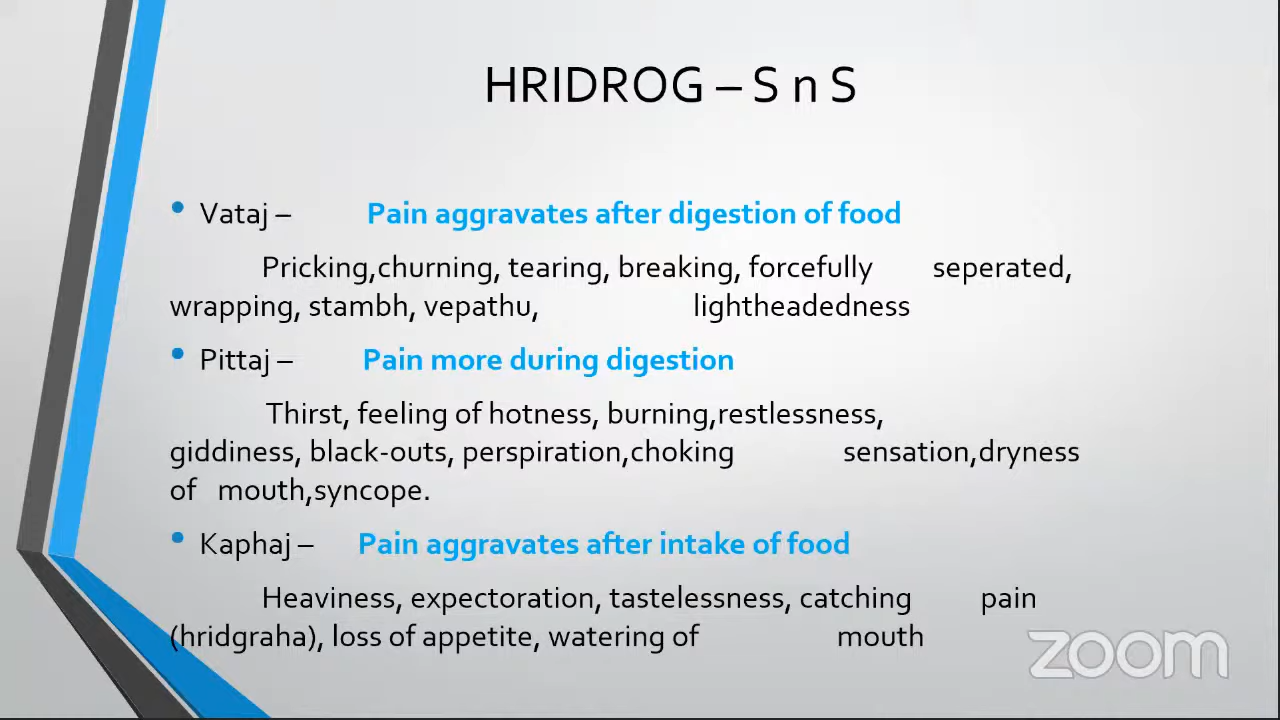 HRIDROG – S n S
• Vataj – Pain aggravates after digestion of food
Pricking,churning, tearing, breaking, forcefully seperated,
wrapping, stambh, vepathu, lightheadedness
• Pittaj – Pain more during digestion
Thirst, feeling of hotness, burning,restlessness,
giddiness, black-outs, perspiration,choking sensation,dryness
of mouth,syncope.
• Kaphaj – Pain aggravates after intake of food
Heaviness, expectoration, tastelessness, catching pain
(hridgraha), loss of appetite, watering of mouth
zoom